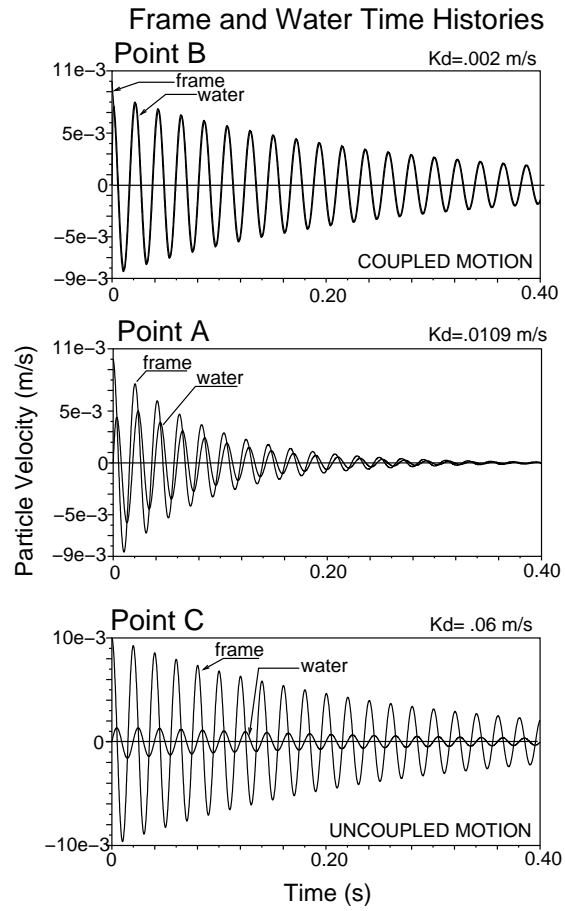 Frame and Water Time Histories
Point B
Kd=.002 m/s
11e−3
frame
water
5e−3
0
−5e−3
−9e−3
COUPLED MOTION
0
0.20
0.40
Point A
Kd=.0109 m/s
11e−3
frame
water
5e−3
0
−5e−3
−9e−3
0
0.20
0.40
Particle Velocity (m/s)
Point C
Kd= .06 m/s
10e−3
frame
water
0
−10e−3
UNCOUPLED MOTION
0
0.20
0.40
Time (s)